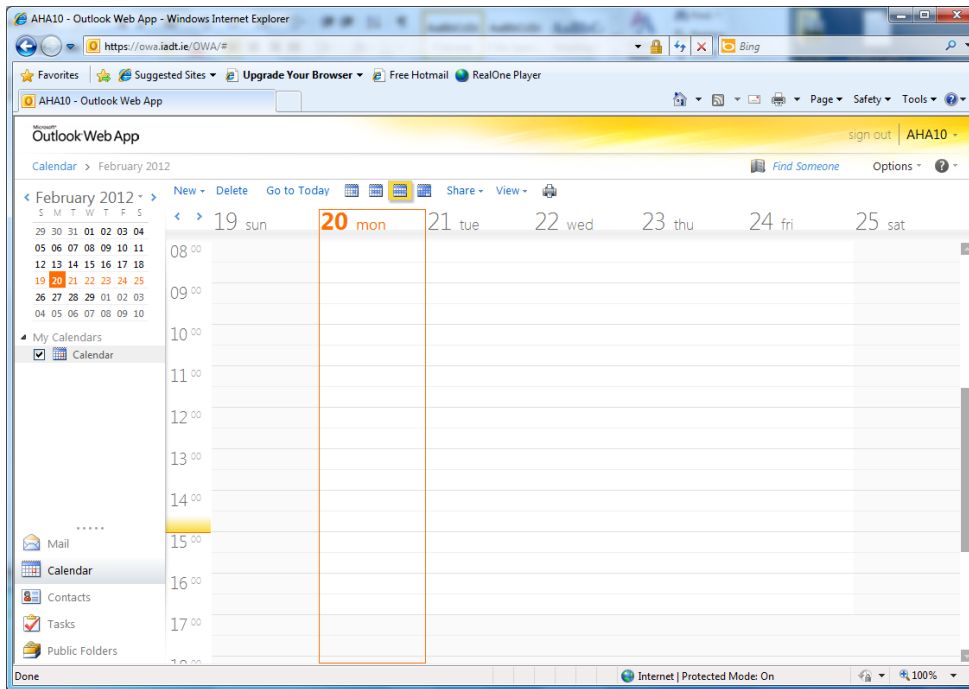 AHA10 - Outlook Web App - Windows Internet Explorer
https://owa.iadt.ie/OWA/#
Bing
Favorites Suggested Sites Upgrade Your Browser Free Hotmail RealOne Player
AHA10 - Outlook Web App
Page Safety Tools
Microsoft
Outlook Web App
sign out AHA10
Calendar > February 2012
Find Someone Options
February 2012
New Delete Go to Today Share View
S M T W T F S
29 30 31 01 02 03 04
05 06 07 08 09 10 11
12 13 14 15 16 17 18
19 20 21 22 23 24 25
26 27 28 29 01 02 03
04 05 06 07 08 09 10
19 sun 20 mon 21 tue 22 wed 23 thu 24 fri 25 sat
My Calendars
Calendar
08 00
09 00
10 00
11 00
12 00
13 00
14 00
15 00
16 00
17 00
Mail
Calendar
Contacts
Tasks
Public Folders
Done
Internet | Protected Mode: On
100%